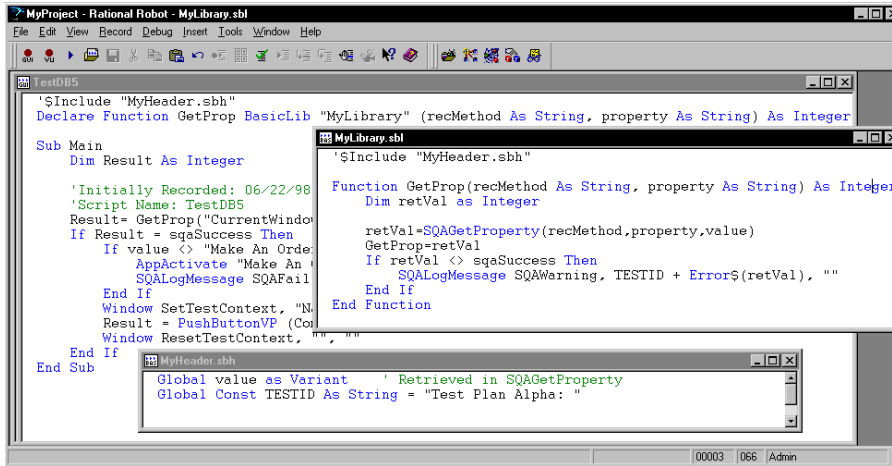 MyProject - Rational Robot - MyLibrary.sbl
File Edit View Record Debug Insert Tools Window Help
GUI VU
TestDB5
'$Include "MyHeader.sbh"
Declare Function GetProp BasicLib "MyLibrary" (recMethod As String, property As String) As Integer
Sub Main
Dim Result As Integer
'Initially Recorded: 06/22/98
'Script Name: TestDB5
Result= GetProp("CurrentWindo
If Result = sqaSuccess Then
If value <> "Make An Orde
AppActivate "Make An
SQALogMessage SQAFail
End If
Window SetTestContext, "N
Result = PushButtonVP (Co
Window ResetTestContext, "", ""
End If
End Sub
MyLibrary.sbl
'$Include "MyHeader.sbh"
Function GetProp(recMethod As String, property As String) As Integer
Dim retVal as Integer
retVal=SQAGetProperty(recMethod,property,value)
GetProp=retVal
If retVal <> sqaSuccess Then
SQALogMessage SQAWarning, TESTID + Error$(retVal), ""
End If
End Function
MyHeader.sbh
Global value as Variant ' Retrieved in SQAGetProperty
Global Const TESTID As String = "Test Plan Alpha: "
00003 066 Admin